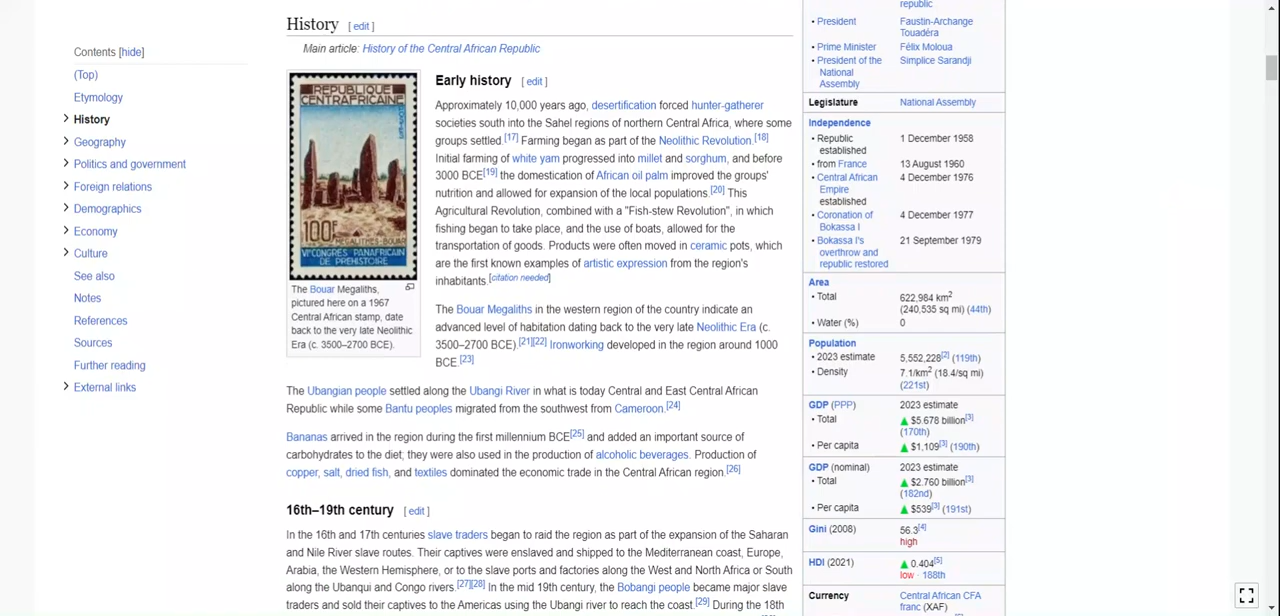 Contents [hide]
(Top)
Etymology
History
Geography
Politics and government
Foreign relations
Demographics
Economy
Culture
See also
Notes
References
Sources
Further reading
External links
History [ edit ]
Main article: History of the Central African Republic
REPUBLIQUE
CENTRAFRICAINE
100F
MEGALITHES BOUAR
VIe CONGRES PANAFRICAIN
DE PREHISTOIRE
The Bouar Megaliths,
pictured here on a 1967
Central African stamp, date
back to the very late Neolithic
Era (c. 3500–2700 BCE).
Early history [ edit ]
Approximately 10,000 years ago, desertification forced hunter-gatherer
societies south into the Sahel regions of northern Central Africa, where some
groups settled.[17] Farming began as part of the Neolithic Revolution.[18]
Initial farming of white yam progressed into millet and sorghum, and before
3000 BCE[19] the domestication of African oil palm improved the groups'
nutrition and allowed for expansion of the local populations.[20] This
Agricultural Revolution, combined with a "Fish-stew Revolution", in which
fishing began to take place, and the use of boats, allowed for the
transportation of goods. Products were often moved in ceramic pots, which
are the first known examples of artistic expression from the region's
inhabitants.[citation needed]
The Bouar Megaliths in the western region of the country indicate an
advanced level of habitation dating back to the very late Neolithic Era (c.
3500–2700 BCE).[21][22] Ironworking developed in the region around 1000
BCE.[23]
The Ubangian people settled along the Ubangi River in what is today Central and East Central African
Republic while some Bantu peoples migrated from the southwest from Cameroon.[24]
Bananas arrived in the region during the first millennium BCE[25] and added an important source of
carbohydrates to the diet; they were also used in the production of alcoholic beverages. Production of
copper, salt, dried fish, and textiles dominated the economic trade in the Central African region.[26]
16th–19th century [ edit ]
In the 16th and 17th centuries slave traders began to raid the region as part of the expansion of the Saharan
and Nile River slave routes. Their captives were enslaved and shipped to the Mediterranean coast, Europe,
Arabia, the Western Hemisphere, or to the slave ports and factories along the West and North Africa or South
along the Ubanqui and Congo rivers.[27][28] In the mid 19th century, the Bobangi people became major slave
traders and sold their captives to the Americas using the Ubangi river to reach the coast.[29] During the 18th
republic
• President Faustin-Archange
Touadéra
• Prime Minister Félix Moloua
• President of the Simplice Sarandji
National
Assembly
Legislature National Assembly
Independence
• Republic 1 December 1958
established
• from France 13 August 1960
• Central African 4 December 1976
Empire
established
• Coronation of 4 December 1977
Bokassa I
• Bokassa I's 21 September 1979
overthrow and
republic restored
Area
• Total 622,984 km2
(240,535 sq mi) (44th)
• Water (%) 0
Population
• 2023 estimate 5,552,228[2] (119th)
• Density 7.1/km2 (18.4/sq mi)
(221st)
GDP (PPP) 2023 estimate
• Total ▲ $5.678 billion[3]
(170th)
• Per capita ▲ $1,109[3] (190th)
GDP (nominal) 2023 estimate
• Total ▲ $2.760 billion[3]
(182nd)
• Per capita ▲ $539[3] (191st)
Gini (2008) 56.3[4]
high
HDI (2021) ▲ 0.404[5]
low · 188th
Currency Central African CFA
franc (XAF)